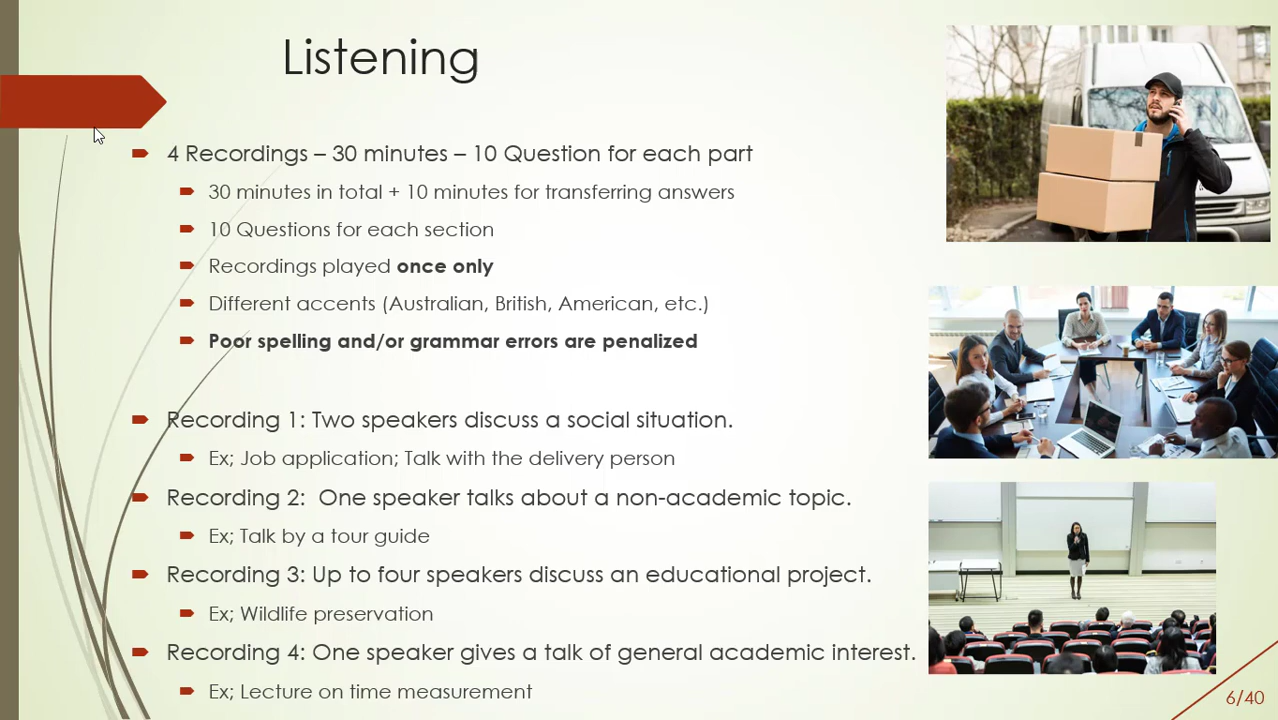 Listening
4 Recordings – 30 minutes – 10 Question for each part
30 minutes in total + 10 minutes for transferring answers
10 Questions for each section
Recordings played once only
Different accents (Australian, British, American, etc.)
Poor spelling and/or grammar errors are penalized
Recording 1: Two speakers discuss a social situation.
Ex; Job application; Talk with the delivery person
Recording 2:  One speaker talks about a non-academic topic.
Ex; Talk by a tour guide
Recording 3: Up to four speakers discuss an educational project.
Ex; Wildlife preservation
Recording 4: One speaker gives a talk of general academic interest.
Ex; Lecture on time measurement
6/40